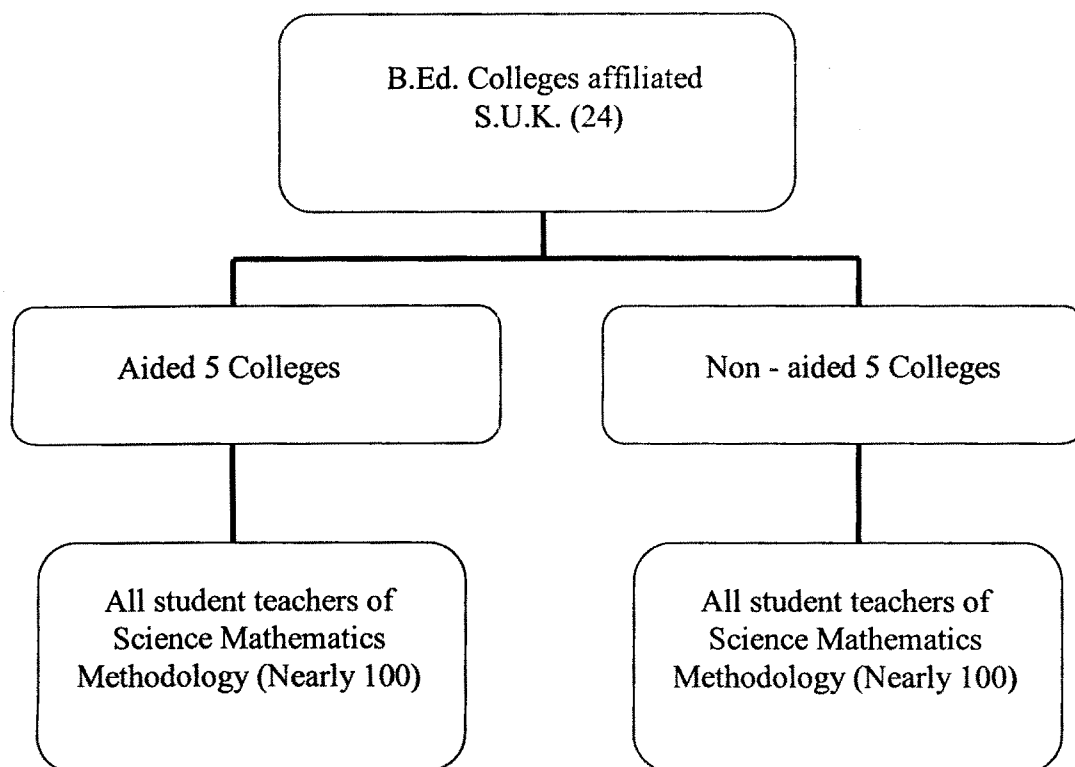 B.Ed. Colleges affiliated
S.U.K. (24)
Aided 5 Colleges
Non - aided 5 Colleges
All student teachers of
Science Mathematics
Methodology (Nearly 100)
All student teachers of
Science Mathematics
Methodology (Nearly 100)